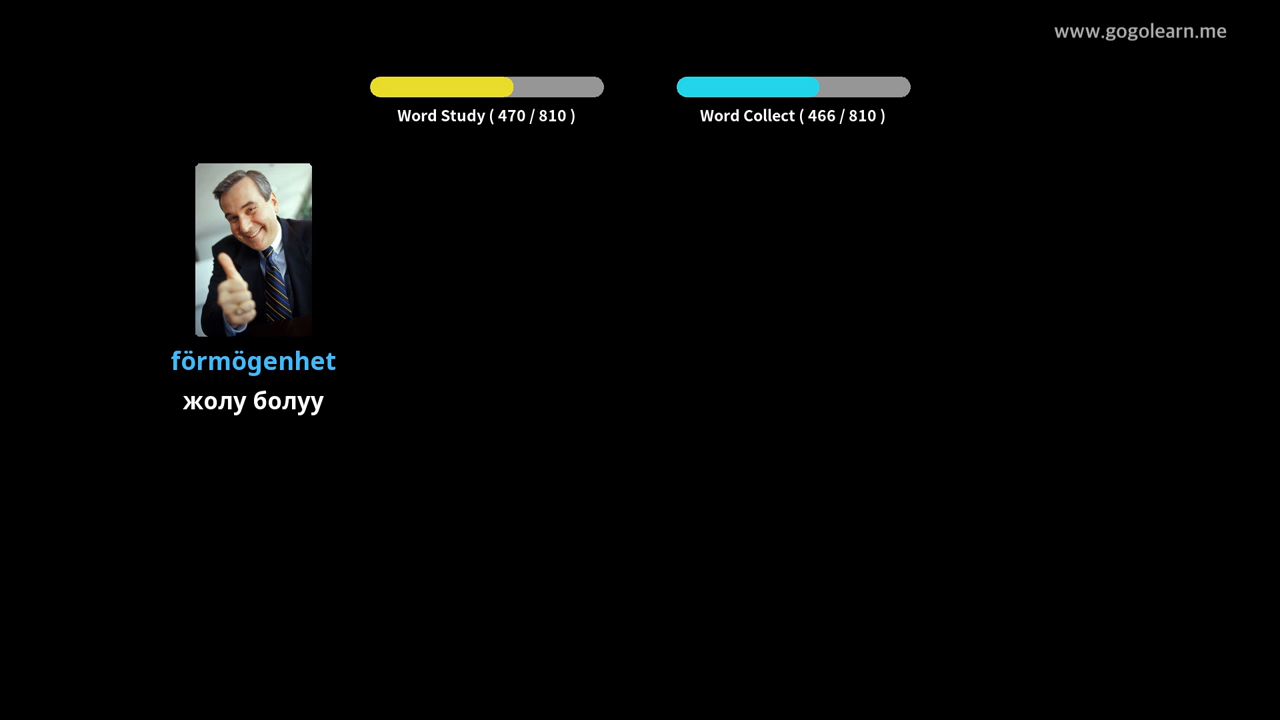 www.gogolearn.me
Word Study ( 470 / 810 )
Word Collect ( 466 / 810 )
förmögenhet
жолу болуу